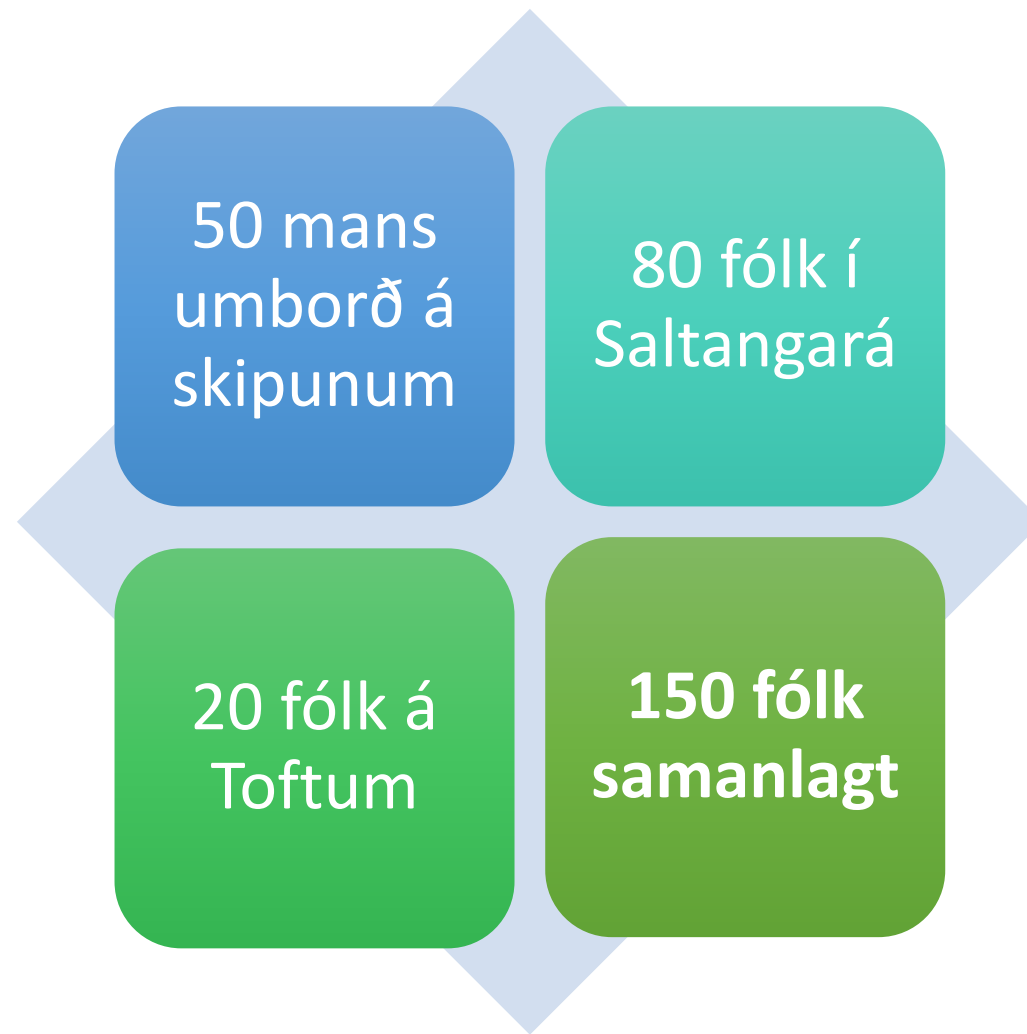 50 mans
umborð á
skipunum
80 fólk í
Saltangará
20 fólk á
Toftum
150 fólk
samanlagt